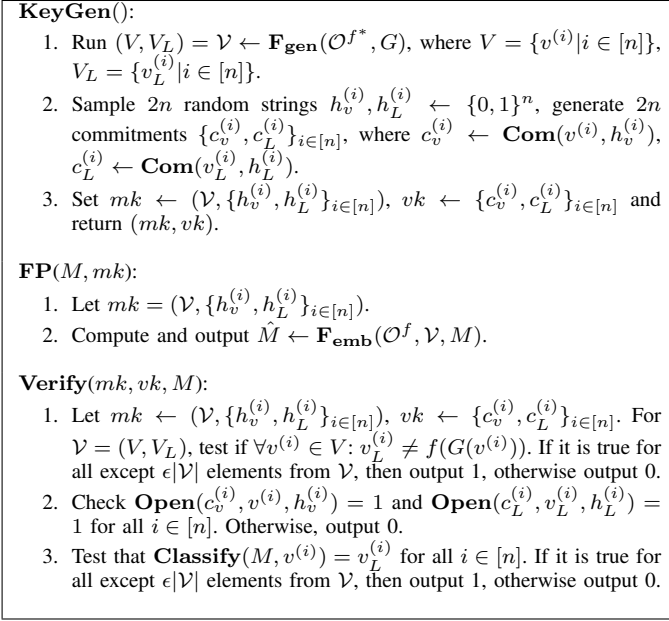 KeyGen():
1. Run (V, V_L) = 𝒱 ← F_gen(𝒪^{f*}, G), where V = {v^{(i)}|i ∈ [n]},
V_L = {v_L^{(i)}|i ∈ [n]}.
2. Sample 2n random strings h_v^{(i)}, h_L^{(i)} ← {0, 1}^n, generate 2n
commitments {c_v^{(i)}, c_L^{(i)}}_{i∈[n]}, where c_v^{(i)} ← Com(v^{(i)}, h_v^{(i)}),
c_L^{(i)} ← Com(v_L^{(i)}, h_L^{(i)}).
3. Set mk ← (𝒱, {h_v^{(i)}, h_L^{(i)}}_{i∈[n]}), vk ← {c_v^{(i)}, c_L^{(i)}}_{i∈[n]} and
return (mk, vk).
FP(M, mk):
1. Let mk = (𝒱, {h_v^{(i)}, h_L^{(i)}}_{i∈[n]}).
2. Compute and output M̂ ← F_emb(𝒪^f, 𝒱, M).
Verify(mk, vk, M):
1. Let mk ← (𝒱, {h_v^{(i)}, h_L^{(i)}}_{i∈[n]}), vk ← {c_v^{(i)}, c_L^{(i)}}_{i∈[n]}. For
𝒱 = (V, V_L), test if ∀v^{(i)} ∈ V: v_L^{(i)} ≠ f(G(v^{(i)})). If it is true for
all except ϵ|𝒱| elements from 𝒱, then output 1, otherwise output 0.
2. Check Open(c_v^{(i)}, v^{(i)}, h_v^{(i)}) = 1 and Open(c_L^{(i)}, v_L^{(i)}, h_L^{(i)}) =
1 for all i ∈ [n]. Otherwise, output 0.
3. Test that Classify(M, v^{(i)}) = v_L^{(i)} for all i ∈ [n]. If it is true for
all except ϵ|𝒱| elements from 𝒱, then output 1, otherwise output 0.